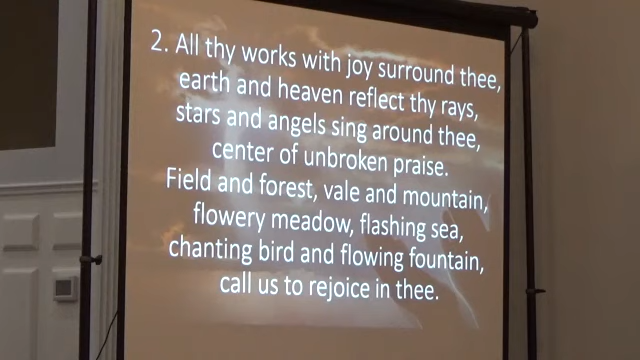 2. All thy works with joy surround thee,
earth and heaven reflect thy rays,
stars and angels sing around thee,
center of unbroken praise.
Field and forest, vale and mountain,
flowery meadow, flashing sea,
chanting bird and flowing fountain,
call us to rejoice in thee.